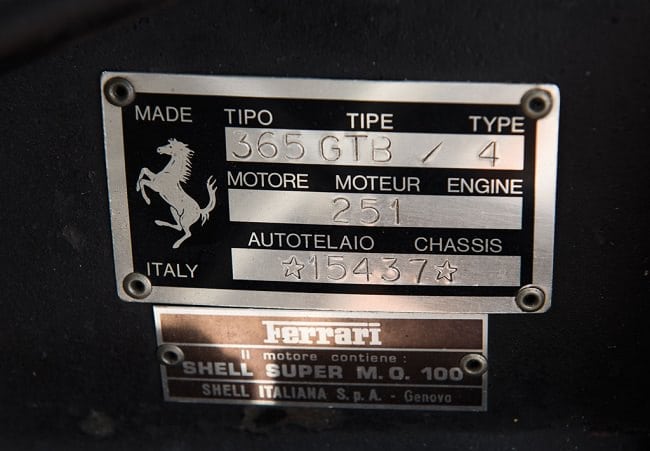 MADE TIPO TIPE TYPE
365 GTB / 4
MOTORE MOTEUR ENGINE
251
AUTOTELAIO CHASSIS
ITALY ☆15437☆
Ferrari
Il motore contiene :
SHELL SUPER M.O. 100
SHELL ITALIANA S.p.A. - Genova